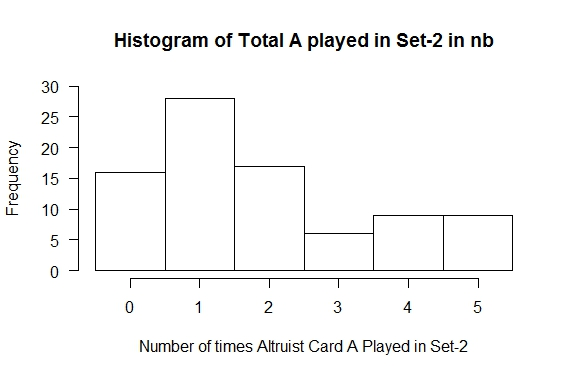 Histogram of Total A played in Set-2 in nb
30
25
20
15
10
5
0
Frequency
0 1 2 3 4 5
Number of times Altruist Card A Played in Set-2